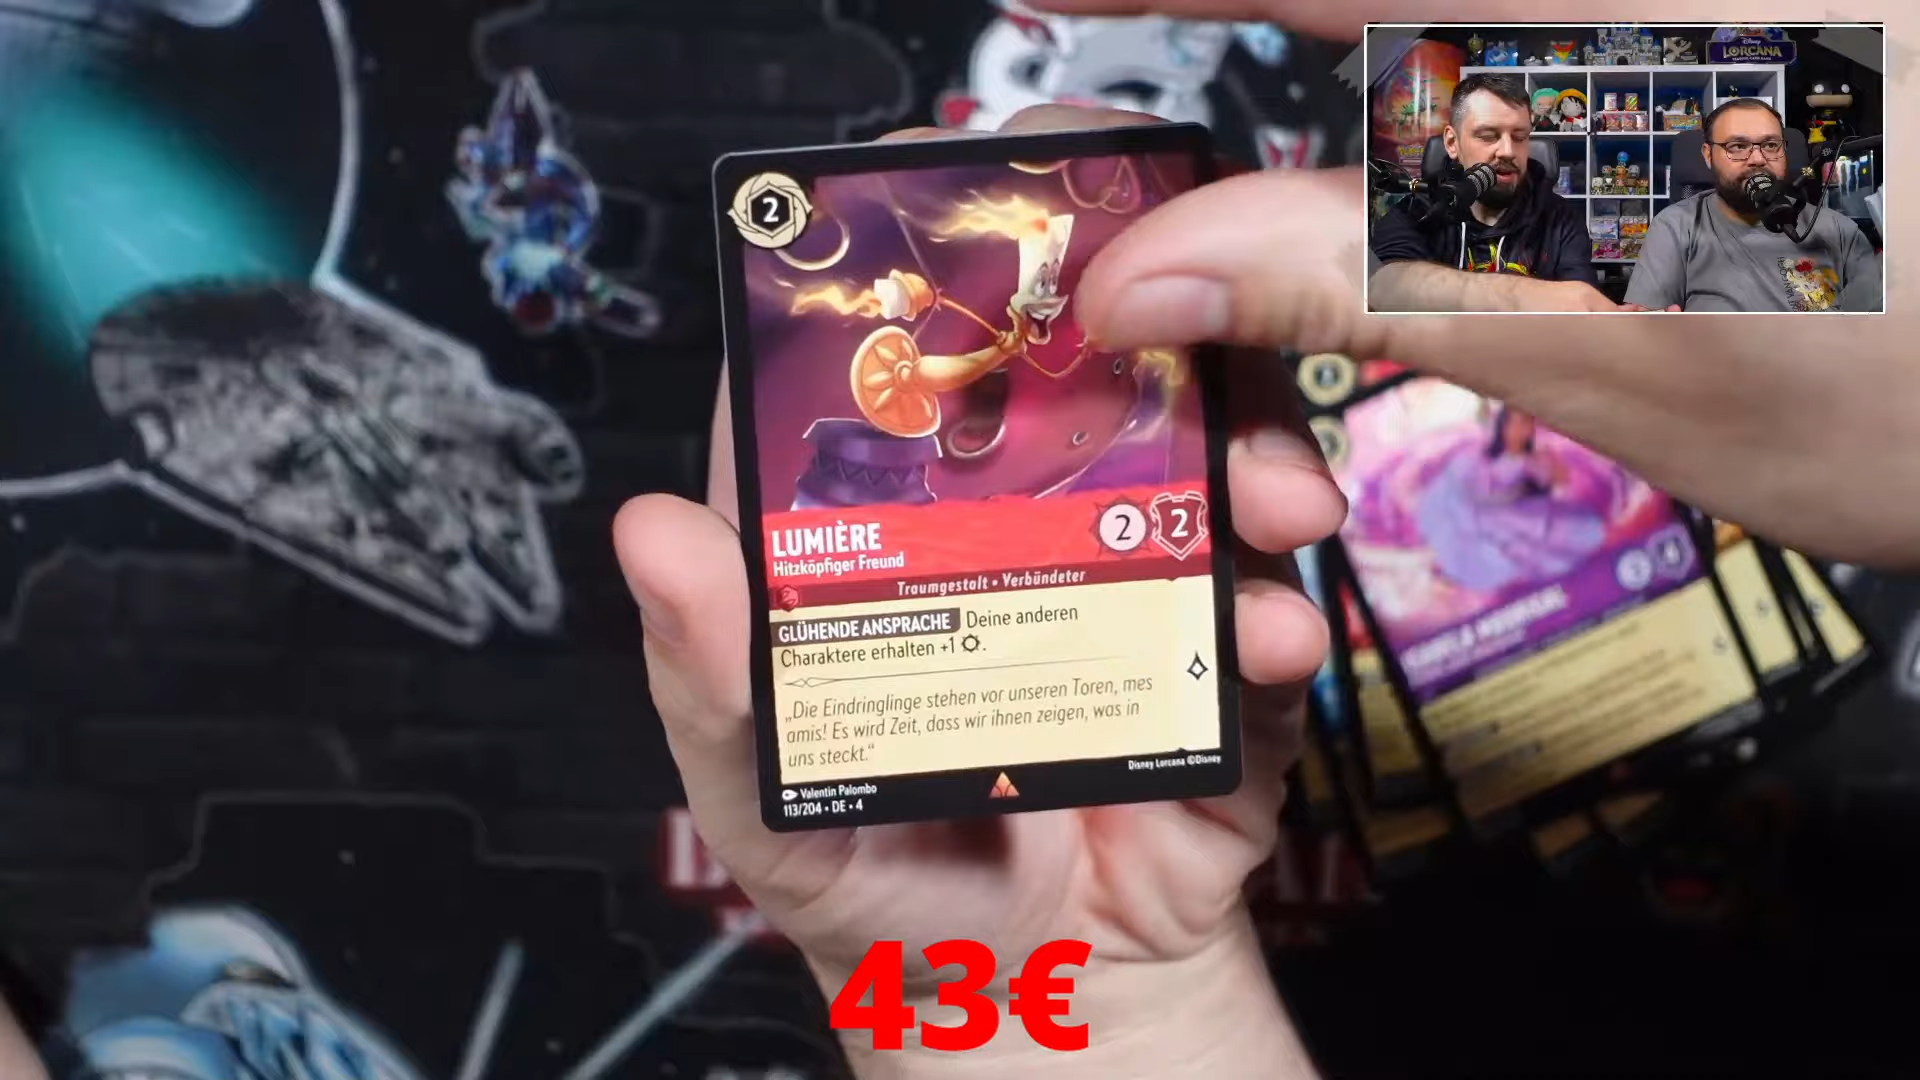 Disney
LORCANA
2
LUMIÈRE
2
2
Hitzköpfiger Freund
Traumgestalt • Verbündeter
GLÜHENDE ANSPRACHE Deine anderen
Charaktere erhalten +1
„Die Eindringlinge stehen vor unseren Toren, mes
amis! Es wird Zeit, dass wir ihnen zeigen, was in
uns steckt.“
Valentin Palombo
113/204 • DE • 4
Disney Lorcana ©Disney
43€